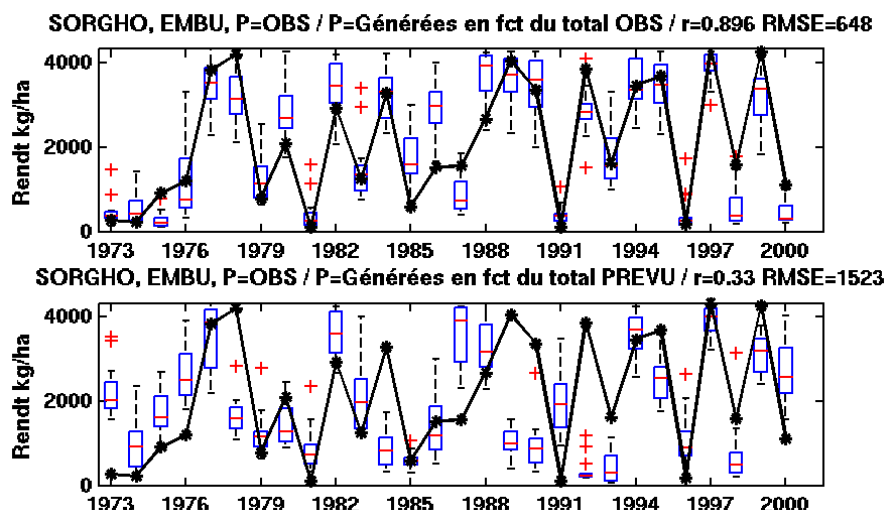 SORGHO, EMBU, P=OBS / P=Générées en fct du total OBS / r=0.896 RMSE=648
4000
2000
0
Rendt kg/ha
1973 1976 1979 1982 1985 1988 1991 1994 1997 2000
SORGHO, EMBU, P=OBS / P=Générées en fct du total PREVU / r=0.33 RMSE=1523
4000
2000
0
Rendt kg/ha
1973 1976 1979 1982 1985 1988 1991 1994 1997 2000